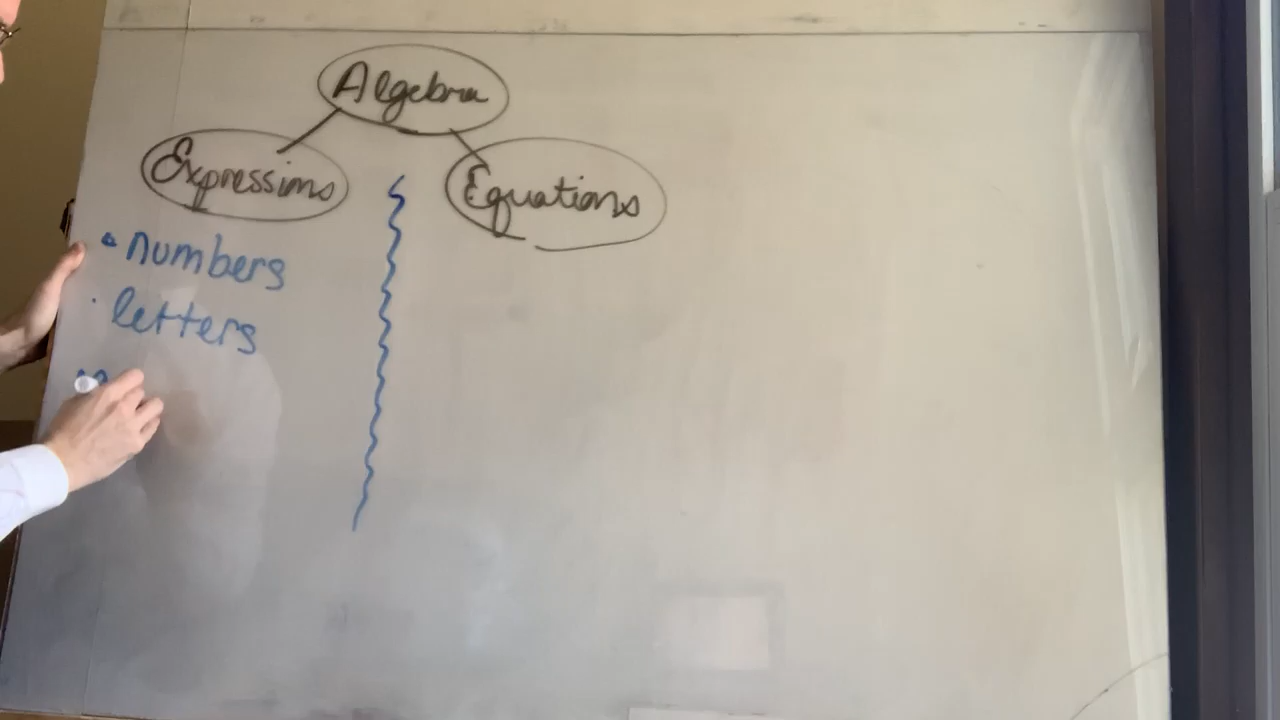 Algebra
Expressions
Equations
• numbers
• letters